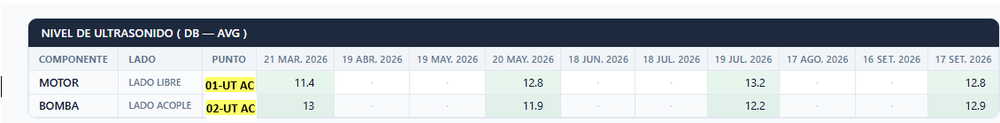 NIVEL DE ULTRASONIDO ( DB — AVG )
COMPONENTE LADO PUNTO 21 MAR. 2026 19 ABR. 2026 19 MAY. 2026 20 MAY. 2026 18 JUN. 2026 18 JUL. 2026 19 JUL. 2026 17 AGO. 2026 16 SET. 2026 17 SET. 2026
MOTOR LADO LIBRE 01-UT AC 11.4 · · 12.8 · · 13.2 · · 12.8
BOMBA LADO ACOPLE 02-UT AC 13 · · 11.9 · · 12.2 · · 12.9